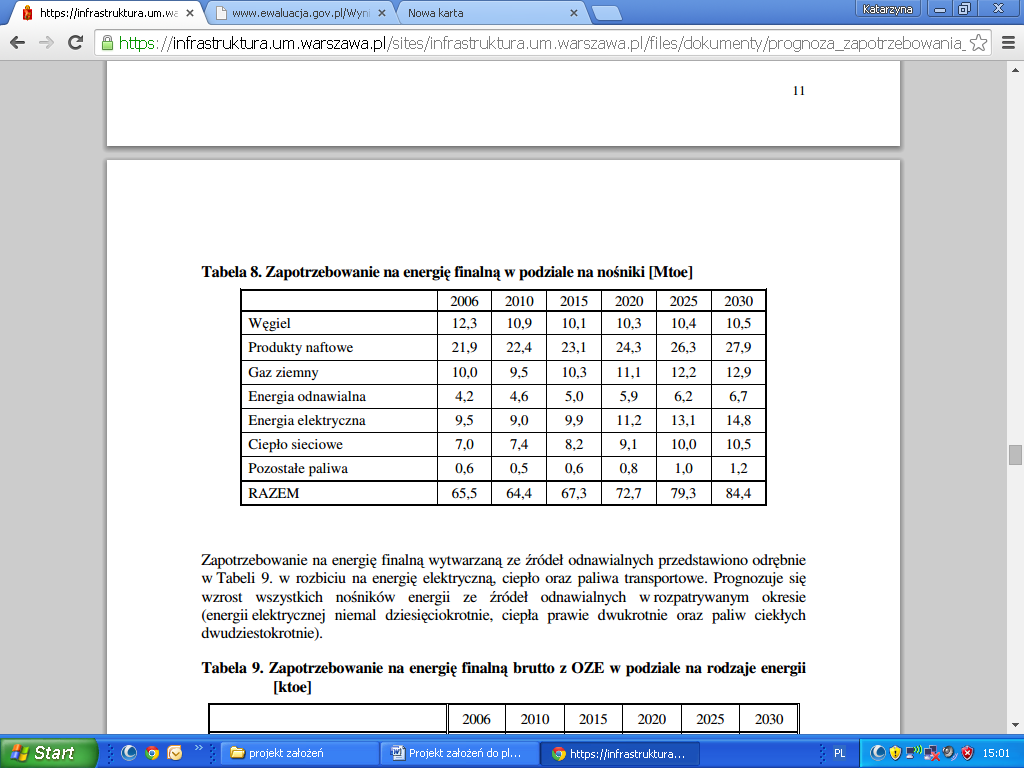 https://infrastruktura.um.wa
www.ewaluacja.gov.pl/Wyni
Nowa karta
Katarzyna
https://infrastruktura.um.warszawa.pl/sites/infrastruktura.um.warszawa.pl/files/dokumenty/prognoza_zapotrzebowania_
11
Tabela 8. Zapotrzebowanie na energię finalną w podziale na nośniki [Mtoe]
2006 2010 2015 2020 2025 2030
Węgiel 12,3 10,9 10,1 10,3 10,4 10,5
Produkty naftowe 21,9 22,4 23,1 24,3 26,3 27,9
Gaz ziemny 10,0 9,5 10,3 11,1 12,2 12,9
Energia odnawialna 4,2 4,6 5,0 5,9 6,2 6,7
Energia elektryczna 9,5 9,0 9,9 11,2 13,1 14,8
Ciepło sieciowe 7,0 7,4 8,2 9,1 10,0 10,5
Pozostałe paliwa 0,6 0,5 0,6 0,8 1,0 1,2
RAZEM 65,5 64,4 67,3 72,7 79,3 84,4
Zapotrzebowanie na energię finalną wytwarzaną ze źródeł odnawialnych przedstawiono odrębnie
w Tabeli 9. w rozbiciu na energię elektryczną, ciepło oraz paliwa transportowe. Prognozuje się
wzrost wszystkich nośników energii ze źródeł odnawialnych w rozpatrywanym okresie
(energii elektrycznej niemal dziesięciokrotnie, ciepła prawie dwukrotnie oraz paliw ciekłych
dwudziestokrotnie).
Tabela 9. Zapotrzebowanie na energię finalną brutto z OZE w podziale na rodzaje energii
[ktoe]
2006 2010 2015 2020 2025 2030
Start
projekt założeń
Projekt założeń do pl...
https://infrastruktura...
PL
15:01